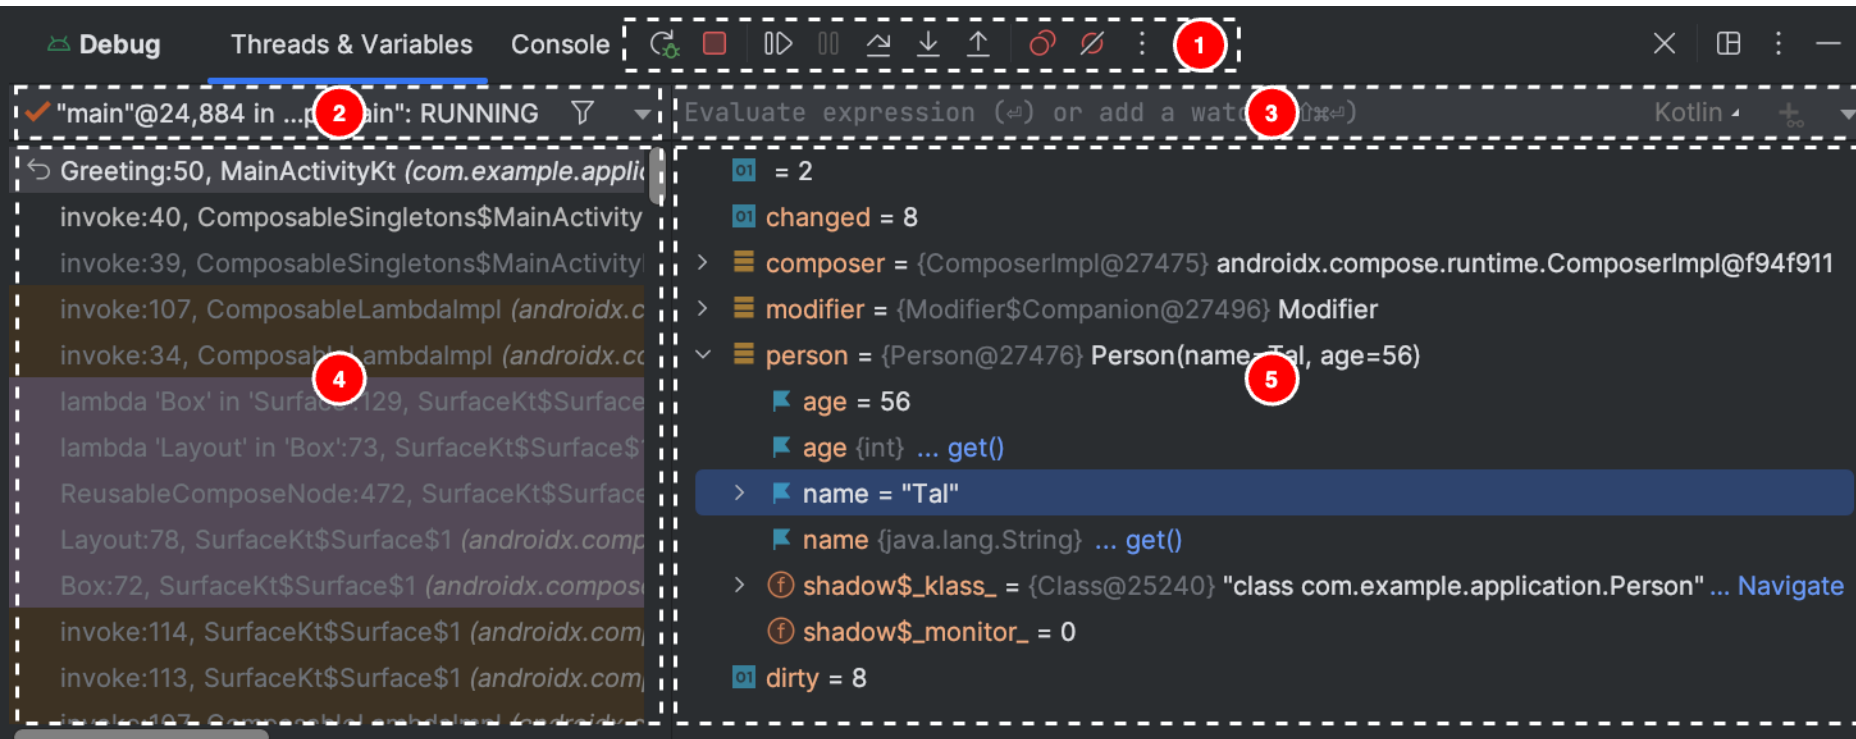 Debug Threads & Variables Console 1
"main"@24,884 in ...p 2 ain": RUNNING
Evaluate expression (⏎) or add a watc 3 ⇧⌘⏎) Kotlin
Greeting:50, MainActivityKt (com.example.applic
invoke:40, ComposableSingletons$MainActivity
invoke:39, ComposableSingletons$MainActivity
invoke:107, ComposableLambdaImpl (androidx.c
invoke:34, ComposableLambdaImpl (androidx.co
4
lambda 'Box' in 'Surface':129, SurfaceKt$Surface
lambda 'Layout' in 'Box':73, SurfaceKt$Surface$
ReusableComposeNode:472, SurfaceKt$Surface
Layout:78, SurfaceKt$Surface$1 (androidx.comp
Box:72, SurfaceKt$Surface$1 (androidx.compos
invoke:114, SurfaceKt$Surface$1 (androidx.com
invoke:113, SurfaceKt$Surface$1 (androidx.com
01 = 2
01 changed = 8
composer = {ComposerImpl@27475} androidx.compose.runtime.ComposerImpl@f94f911
modifier = {Modifier$Companion@27496} Modifier
person = {Person@27476} Person(name=Tal, age=56)
5
age = 56
age {int} ... get()
name = "Tal"
name {java.lang.String} ... get()
f shadow$_klass_ = {Class@25240} "class com.example.application.Person" ... Navigate
f shadow$_monitor_ = 0
01 dirty = 8